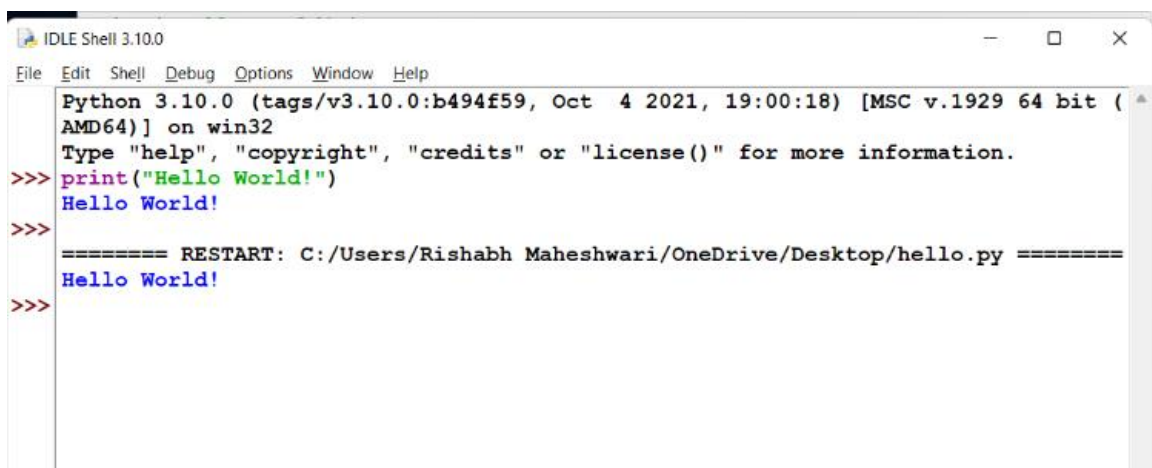 IDLE Shell 3.10.0
File Edit Shell Debug Options Window Help
Python 3.10.0 (tags/v3.10.0:b494f59, Oct  4 2021, 19:00:18) [MSC v.1929 64 bit (
AMD64)] on win32
Type "help", "copyright", "credits" or "license()" for more information.
>>> print("Hello World!")
Hello World!
>>>
======== RESTART: C:/Users/Rishabh Maheshwari/OneDrive/Desktop/hello.py ========
Hello World!
>>>